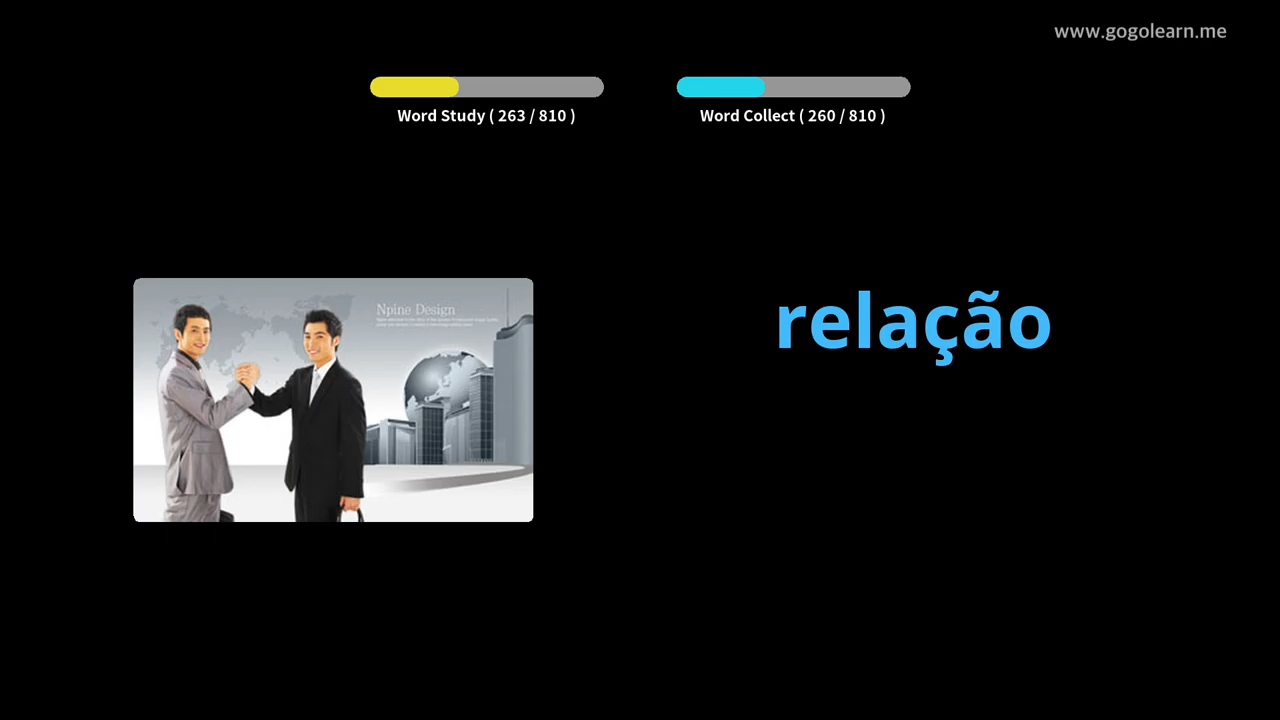 www.gogolearn.me
Word Study ( 263 / 810 )
Word Collect ( 260 / 810 )
Npine Design
relação